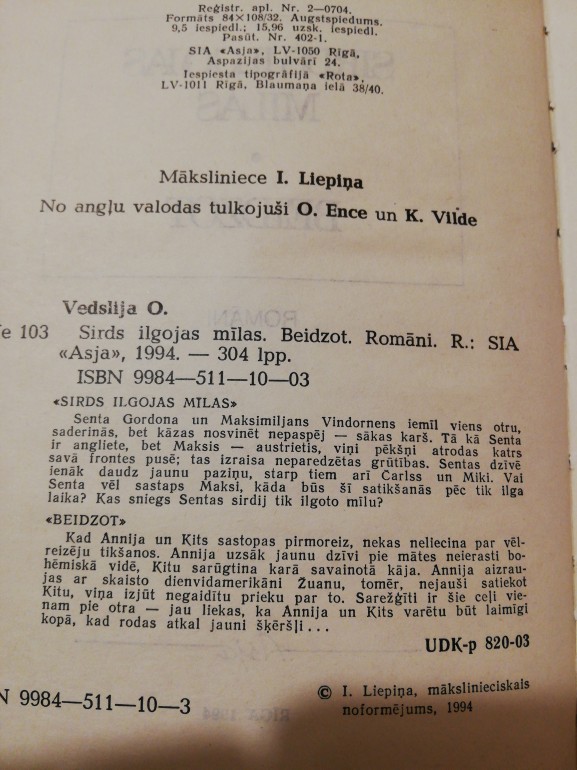 Reģistr. apl. Nr. 2—0704.
Formāts 84×108/32. Augstspiedums.
9,5 iespiedl.; 15,96 uzsk. iespiedl.
Pasūt. Nr. 402-1.
SIA «Asja», LV-1050 Rīgā,
Aspazijas bulvārī 24.
Iespiesta tipogrāfijā «Rota»,
LV-1011 Rīgā, Blaumaņa ielā 38/40.
Māksliniece I. Liepiņa
No angļu valodas tulkojuši O. Ence un K. Vilde
Vedslija O.
e 103 Sirds ilgojas mīlas. Beidzot. Romāni. R.: SIA
«Asja», 1994. — 304 lpp.
ISBN 9984—511—10—03
«SIRDS ILGOJAS MĪLAS»
Senta Gordona un Maksimiljans Vindornens iemīl viens otru,
saderinās, bet kāzas nosvinēt nepaspēj — sākas karš. Tā kā Senta
ir angliete, bet Maksis — austrietis, viņi pēkšņi atrodas katrs
savā frontes pusē; tas izraisa neparedzētas grūtības. Sentas dzīvē
ienāk daudz jaunu paziņu, starp tiem arī Čārlss un Miki. Vai
Senta vēl sastaps Maksi, kāda būs šī satikšanās pēc tik ilga
laika? Kas sniegs Sentas sirdij tik ilgoto mīlu?
«BEIDZOT»
Kad Annija un Kits sastopas pirmoreiz, nekas neliecina par vēl-
reizēju tikšanos. Annija uzsāk jaunu dzīvi pie mātes neierasti bo-
hēmiskā vidē, Kitu sarūgtina karā savainotā kāja. Annija aizrau-
jas ar skaisto dienvidamerikāni Žuanu, tomēr, nejauši satiekot
Kitu, viņa izjūt negaidītu prieku par to. Sarežģīti ir šie ceļi vie-
nam pie otra — jau liekas, ka Annija un Kits varētu būt laimīgi
kopā, kad rodas atkal jauni šķēršļi...
UDK-p 820-03
N 9984—511—10—3
© I. Liepiņa, mākslinieciskais
noformējums, 1994